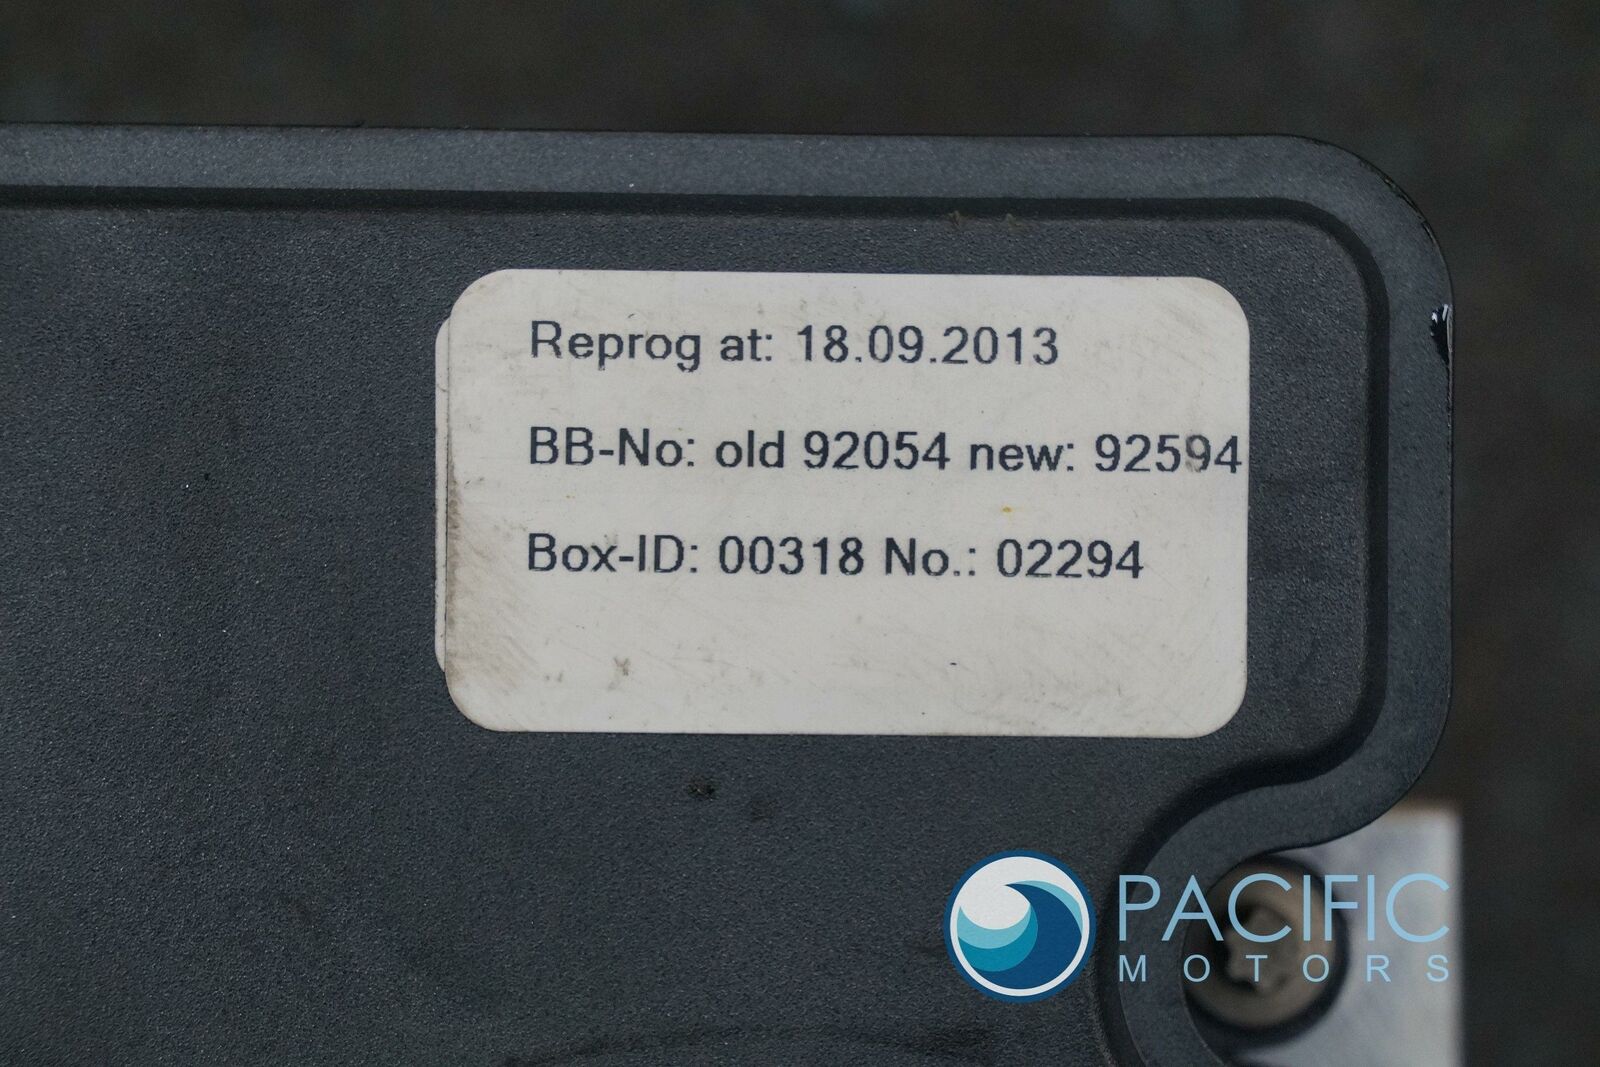 Reprog at: 18.09.2013
BB-No: old 92054 new: 92594
Box-ID: 00318 No.: 02294
PACIFIC
MOTORS